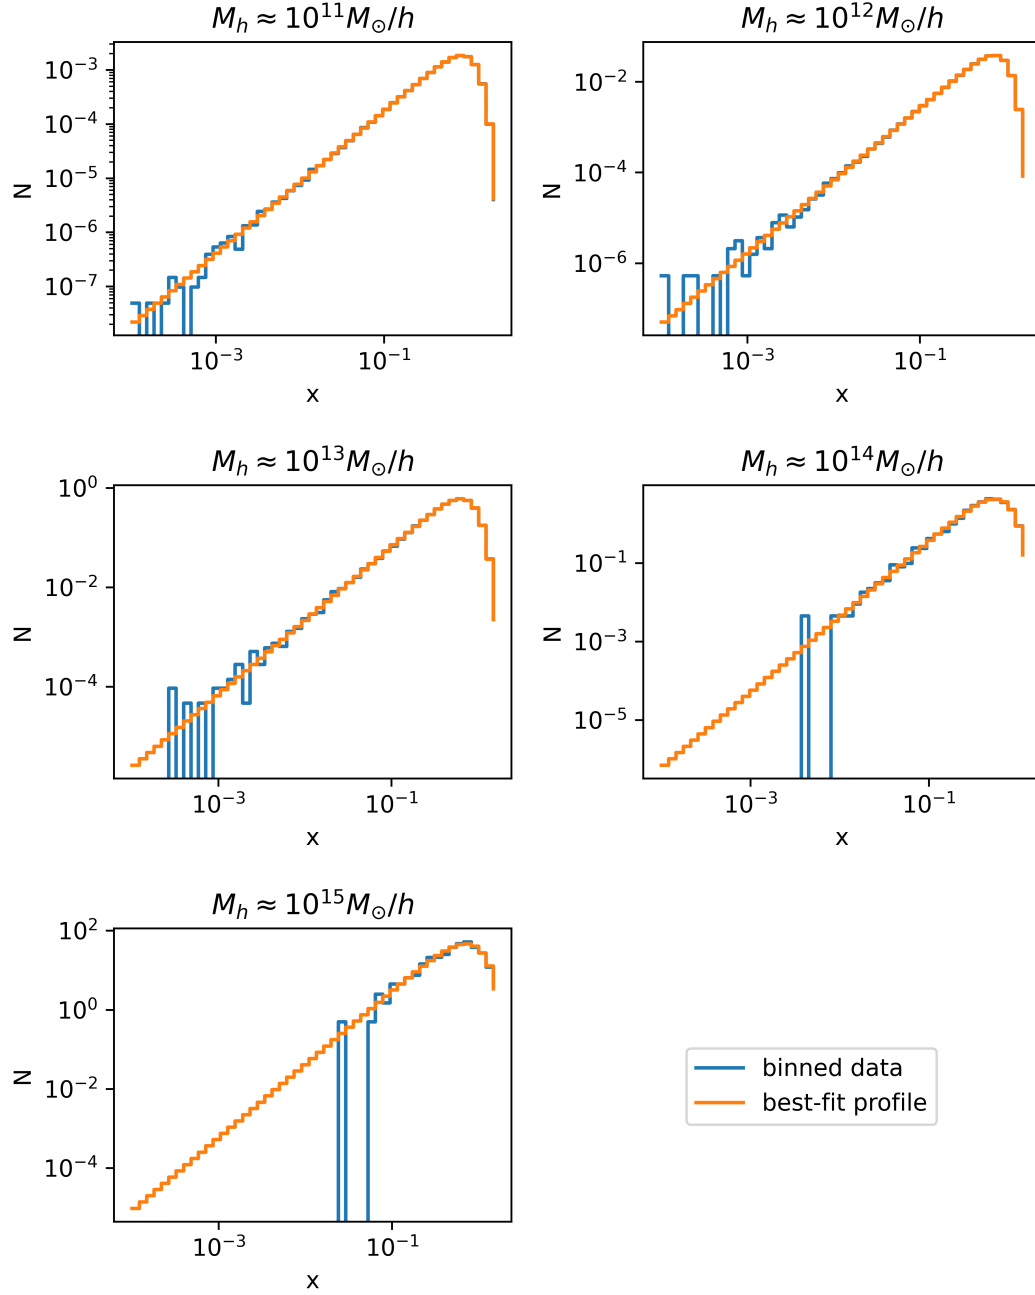 M_h ≈ 10^{11} M_⊙/h
M_h ≈ 10^{12} M_⊙/h
10^{-3}
10^{-4}
10^{-5}
10^{-6}
10^{-7}
N
10^{-3} 10^{-1}
x
10^{-2}
10^{-4}
10^{-6}
N
10^{-3} 10^{-1}
x
M_h ≈ 10^{13} M_⊙/h
M_h ≈ 10^{14} M_⊙/h
10^{0}
10^{-2}
10^{-4}
N
10^{-3} 10^{-1}
x
10^{-1}
10^{-3}
10^{-5}
N
10^{-3} 10^{-1}
x
M_h ≈ 10^{15} M_⊙/h
10^{2}
10^{0}
10^{-2}
10^{-4}
N
10^{-3} 10^{-1}
x
binned data
best-fit profile